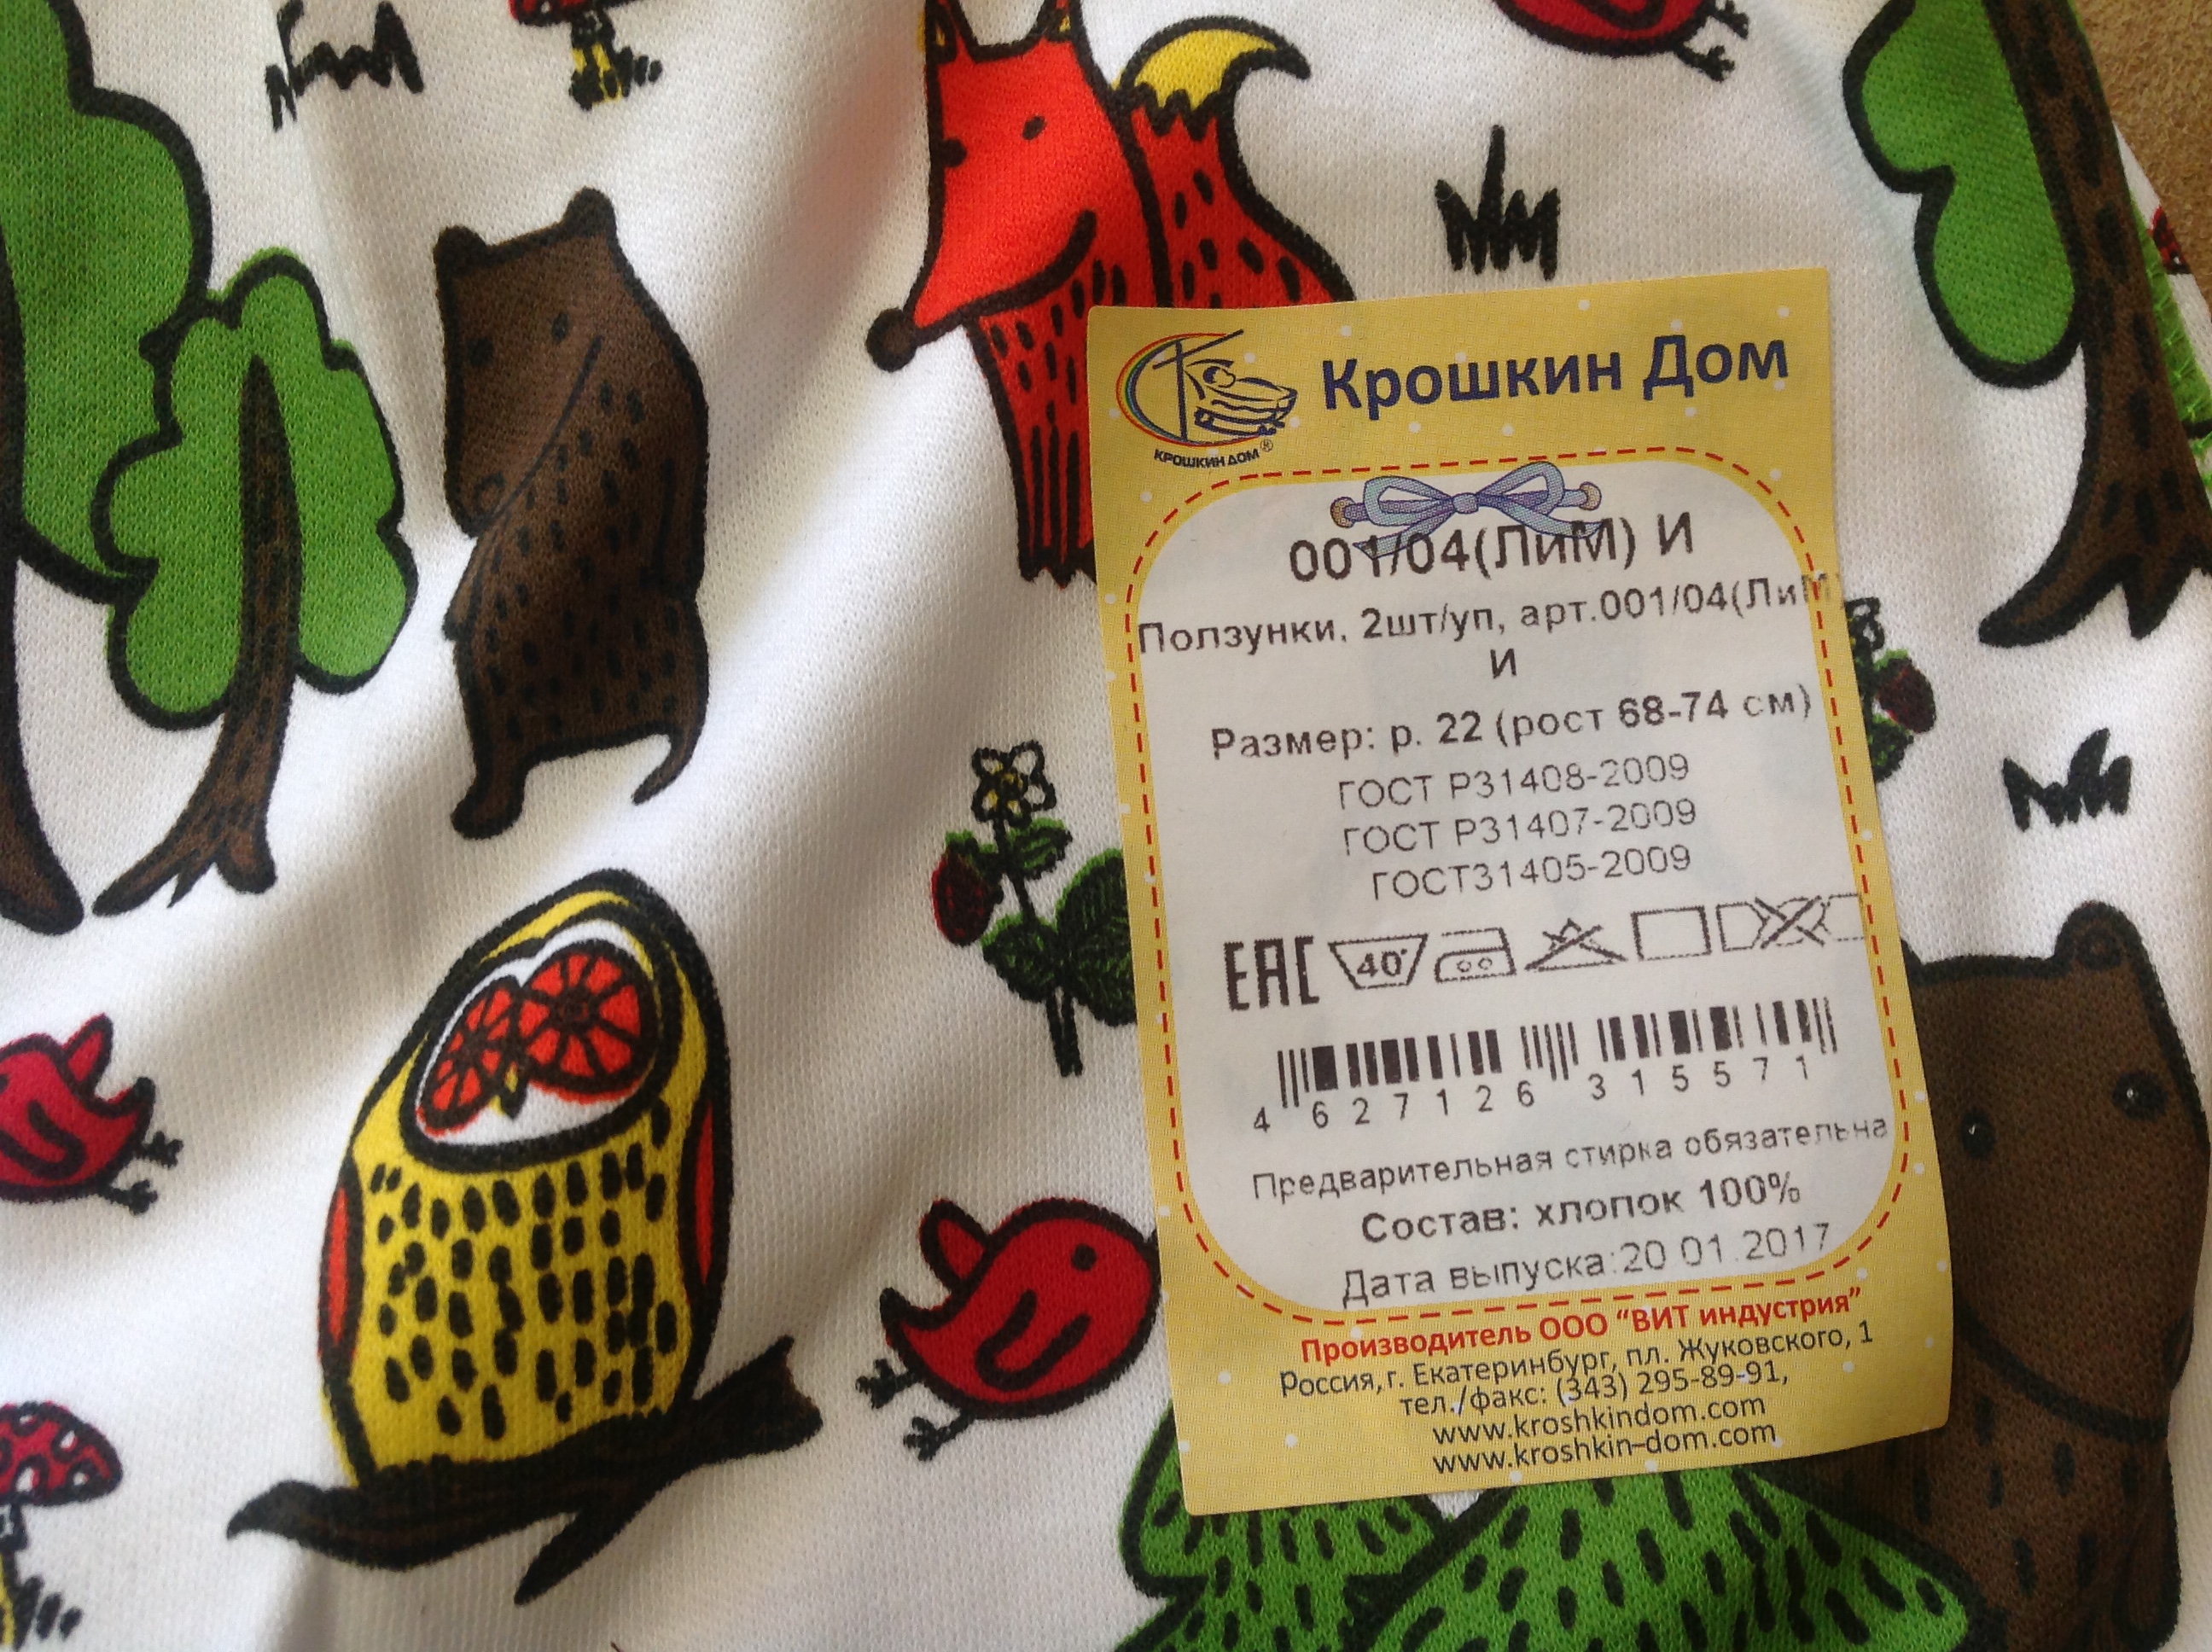 Крошкин Дом
КРОШКИН ДОМ®
001/04(ЛиМ) И
Ползунки, 2шт/уп, арт.001/04(ЛиМ)
И
Размер: р. 22 (рост 68-74 см)
ГОСТ Р31408-2009
ГОСТ Р31407-2009
ГОСТ31405-2009
ЕАС 40°
4 627126 315571
Предварительная стирка обязательна
Состав: хлопок 100%
Дата выпуска:20 01.2017
Производитель ООО “ВИТ индустрия”
Россия, г. Екатеринбург, пл. Жуковского, 1
тел./факс: (343) 295-89-91,
www.kroshkindom.com
www.kroshkin-dom.com